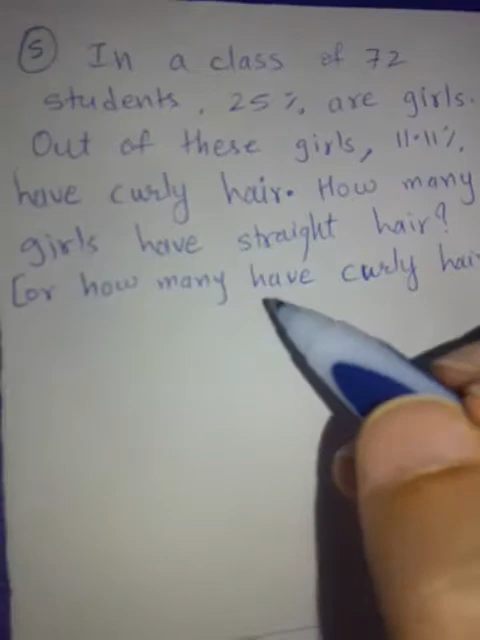 (5) In a class of 72
students, 25% are girls.
Out of these girls, 11.11%
have curly hair. How many
girls have straight hair?
[or how many have curly hai